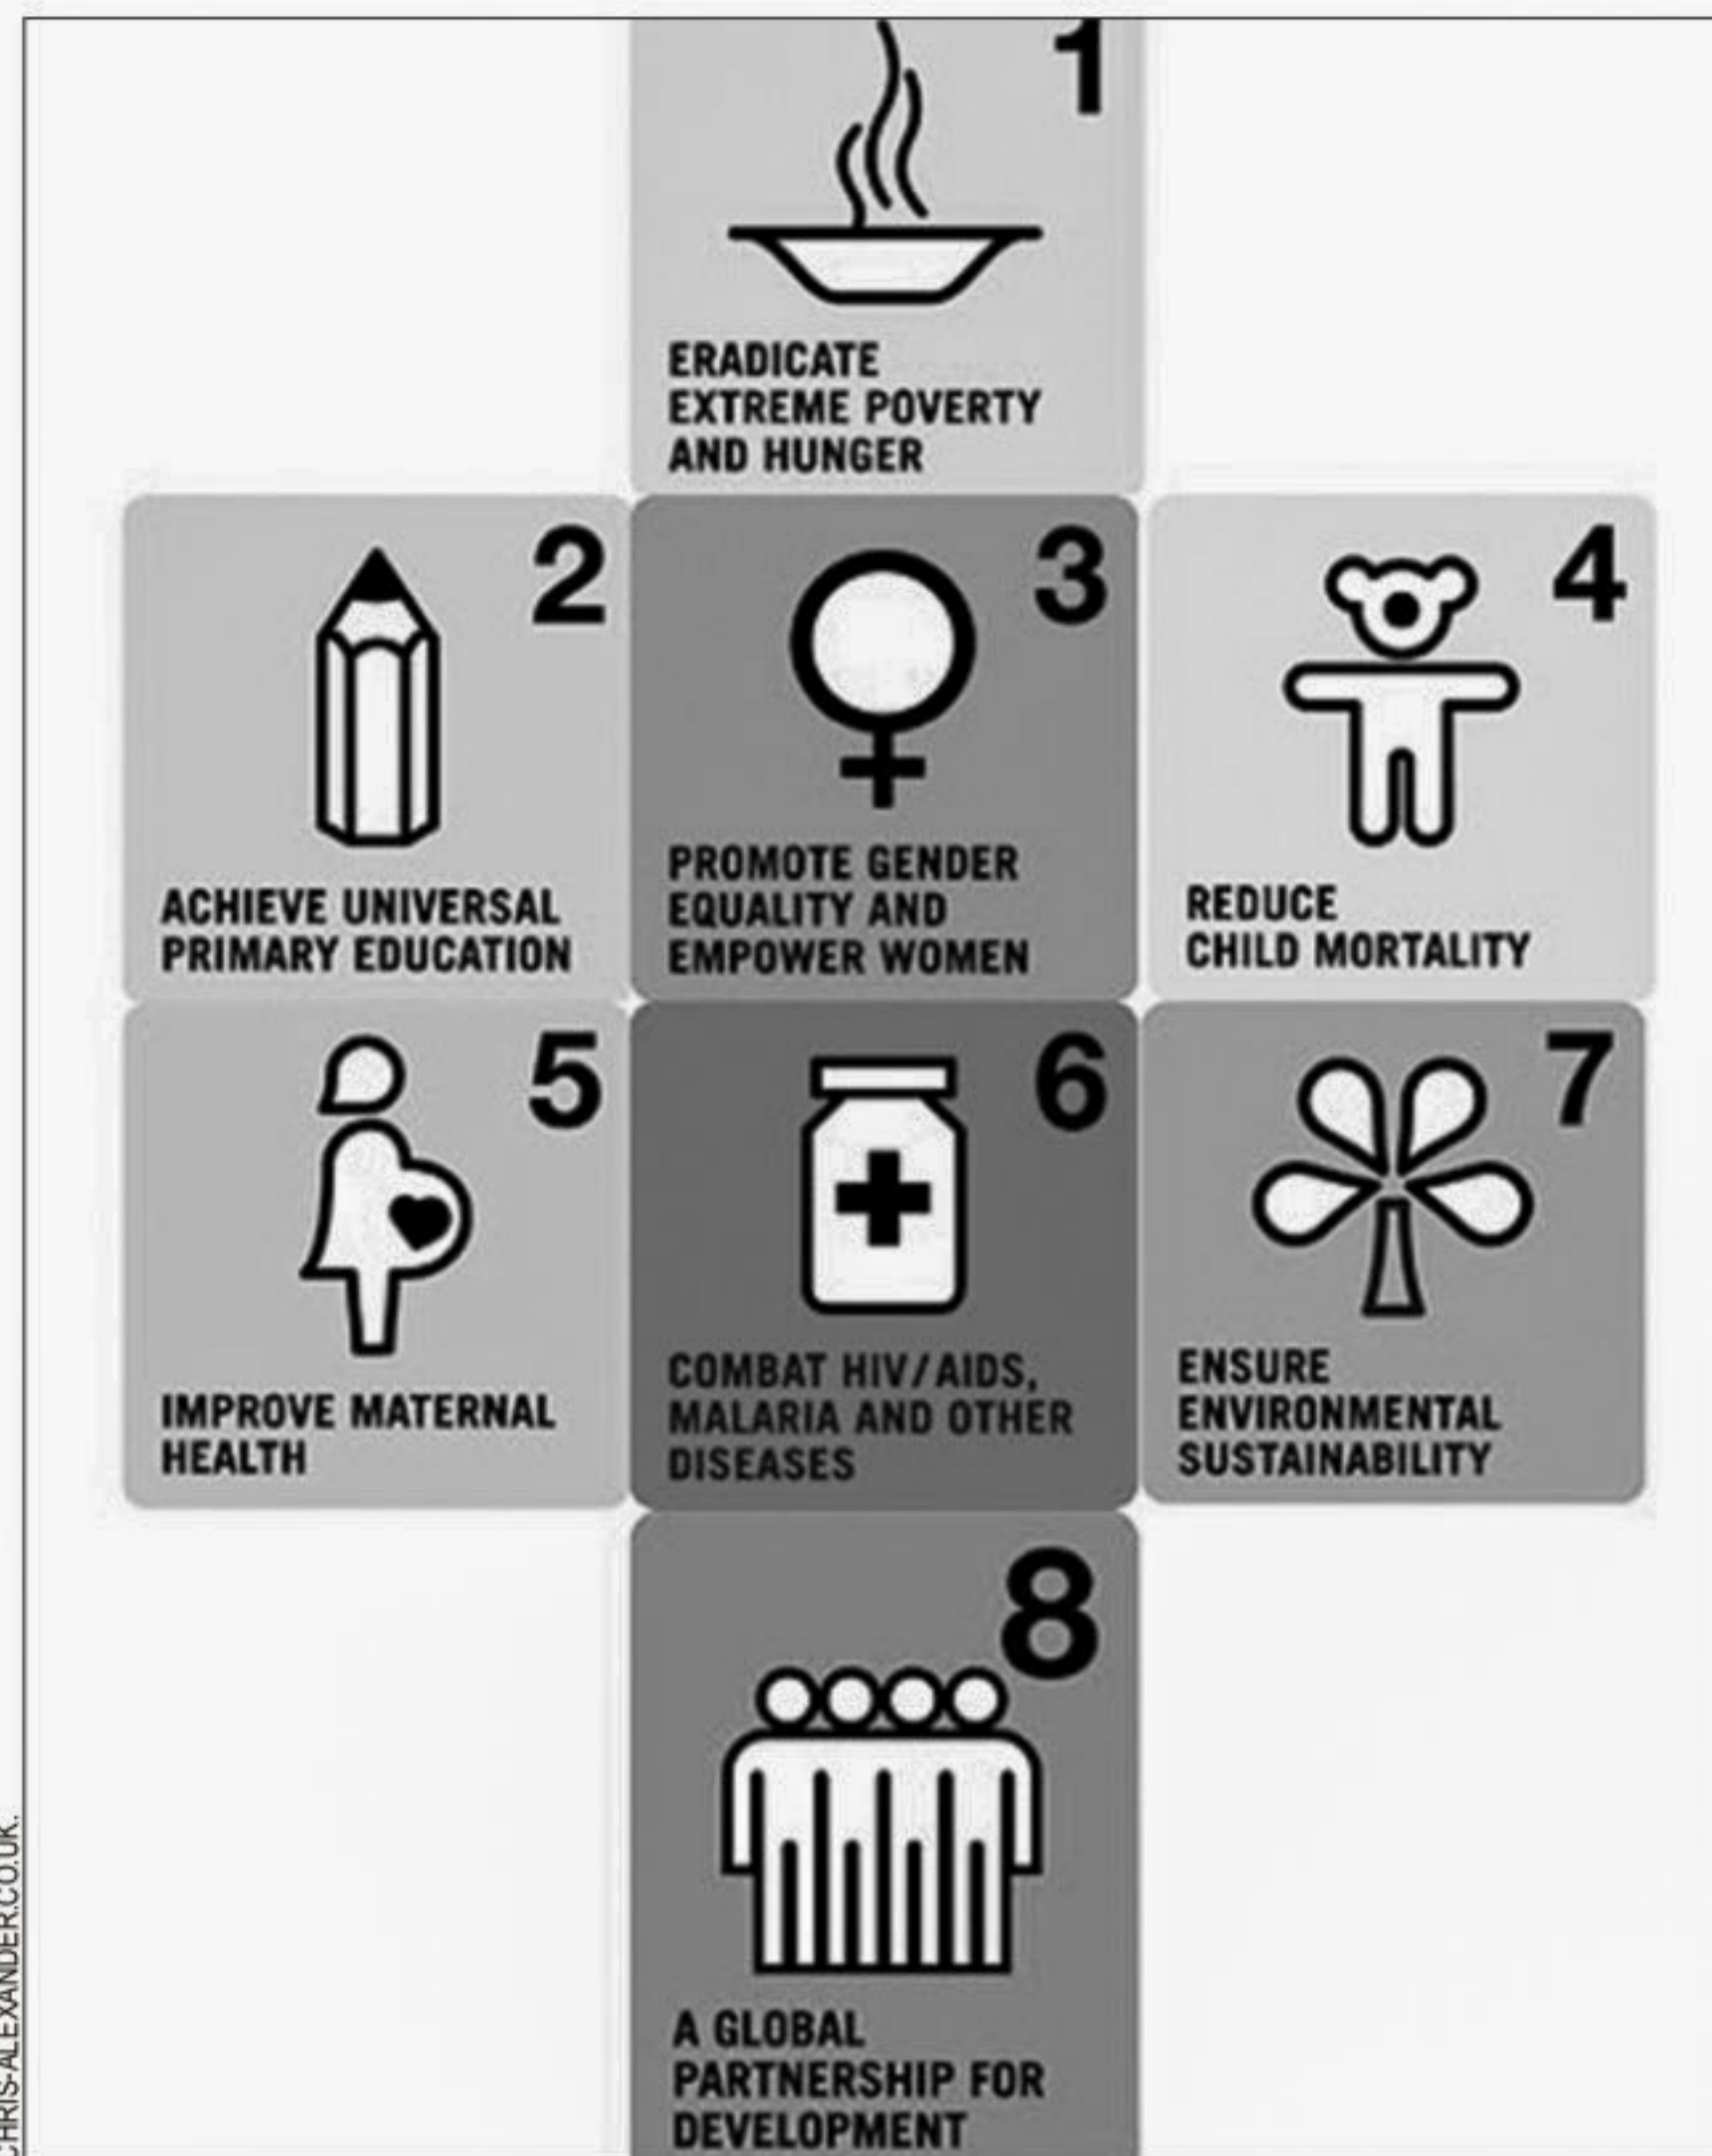 1
ERADICATE
EXTREME POVERTY
AND HUNGER
2
ACHIEVE UNIVERSAL
PRIMARY EDUCATION
3
PROMOTE GENDER
EQUALITY AND
EMPOWER WOMEN
4
REDUCE
CHILD MORTALITY
5
IMPROVE MATERNAL
HEALTH
6
COMBAT HIV/AIDS,
MALARIA AND OTHER
DISEASES
7
ENSURE
ENVIRONMENTAL
SUSTAINABILITY
8
A GLOBAL
PARTNERSHIP FOR
DEVELOPMENT
CHRIS-ALEXANDER.CO.UK.